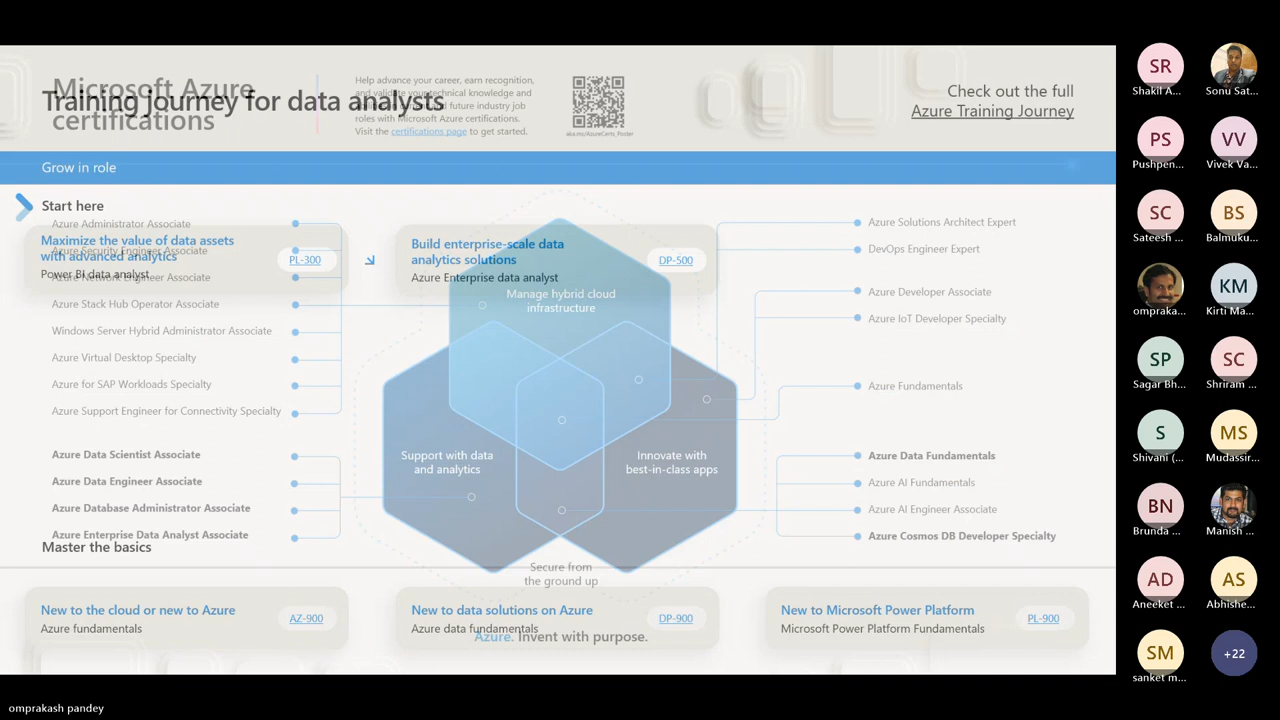 Microsoft Azure
certifications
Training journey for data analysts
Help advance your career, earn recognition,
and validate your technical knowledge and
and future industry job
roles with Microsoft Azure certifications.
Visit the certifications page to get started.
aka.ms/AzureCerts_Poster
Check out the full
Azure Training Journey
Grow in role
Start here
Azure Administrator Associate
Azure Security Engineer Associate
Azure Network Engineer Associate
Azure Stack Hub Operator Associate
Windows Server Hybrid Administrator Associate
Azure Virtual Desktop Specialty
Azure for SAP Workloads Specialty
Azure Support Engineer for Connectivity Specialty
Maximize the value of data assets
with advanced analytics
Power BI data analyst
PL-300
Build enterprise-scale data
analytics solutions
Azure Enterprise data analyst
DP-500
Manage hybrid cloud
infrastructure
Azure Solutions Architect Expert
DevOps Engineer Expert
Azure Developer Associate
Azure IoT Developer Specialty
Azure Fundamentals
Azure Data Scientist Associate
Azure Data Engineer Associate
Azure Database Administrator Associate
Azure Enterprise Data Analyst Associate
Support with data
and analytics
Innovate with
best-in-class apps
Azure Data Fundamentals
Azure AI Fundamentals
Azure AI Engineer Associate
Azure Cosmos DB Developer Specialty
Master the basics
Secure from
the ground up
New to the cloud or new to Azure
Azure fundamentals
AZ-900
New to data solutions on Azure
Azure data fundamentals
DP-900
New to Microsoft Power Platform
Microsoft Power Platform Fundamentals
PL-900
Azure. Invent with purpose.
SR
Shakil A...
Sonu Sat...
PS
Pushpen...
VV
Vivek Va...
SC
Sateesh ...
BS
Balmuku...
ompraka...
KM
Kirti Ma...
SP
Sagar Bh...
SC
Shriram ...
S
Shivani (...
MS
Mudassir...
BN
Brunda ...
Manish ...
AD
Aneeket ...
AS
Abhishe...
SM
sanket m...
+22
omprakash pandey